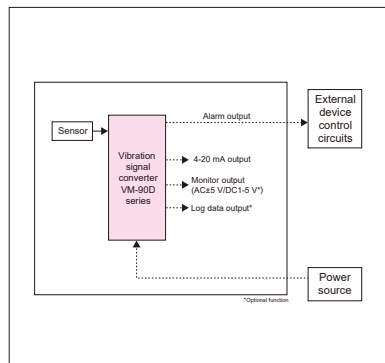 Alarm output
External
device
control
circuits
Sensor
Vibration
signal
converter
VM-90D
series
4-20 mA output
Monitor output
(AC±5 V/DC1-5 V*)
Log data output*
Power
source
*Optional function